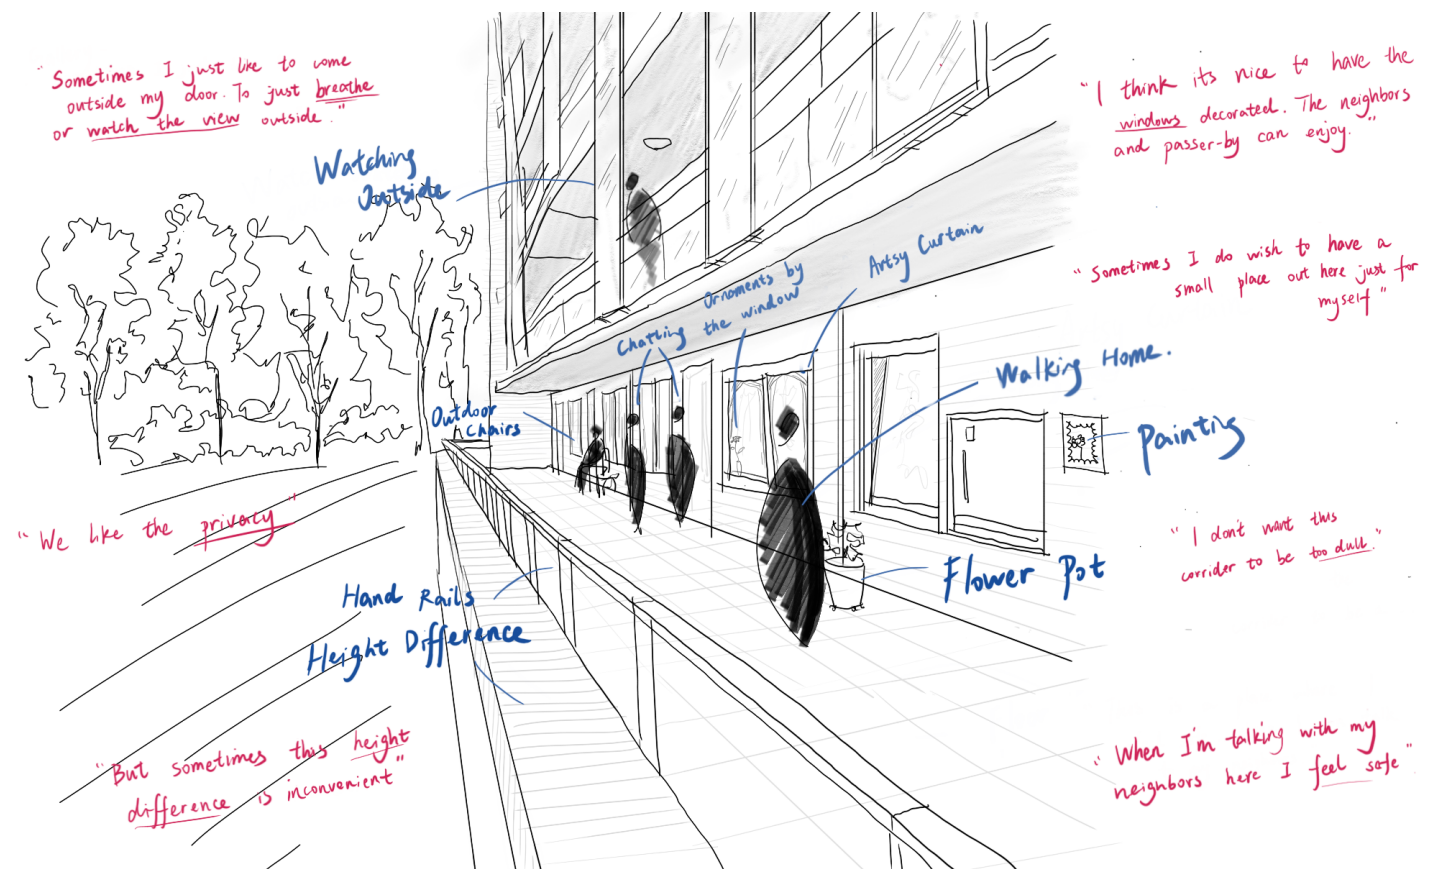 "Sometimes I just like to come
outside my door. To just breathe
or watch the view outside."
Watching
Outside
"I think its nice to have the
windows decorated. The neighbors
and passer-by can enjoy."
"Sometimes I do wish to have a
small place out here just for
myself"
Artsy Curtain
Ornaments by
the window
Chatting
Walking Home.
Outdoor
Chairs
Painting
"We like the privacy"
"I don't want this
corrider to be too dull."
Flower Pot
Hand Rails
Height Difference
"But sometimes this height
difference is inconvenient"
"When I'm talking with my
neighbors here I feel safe"